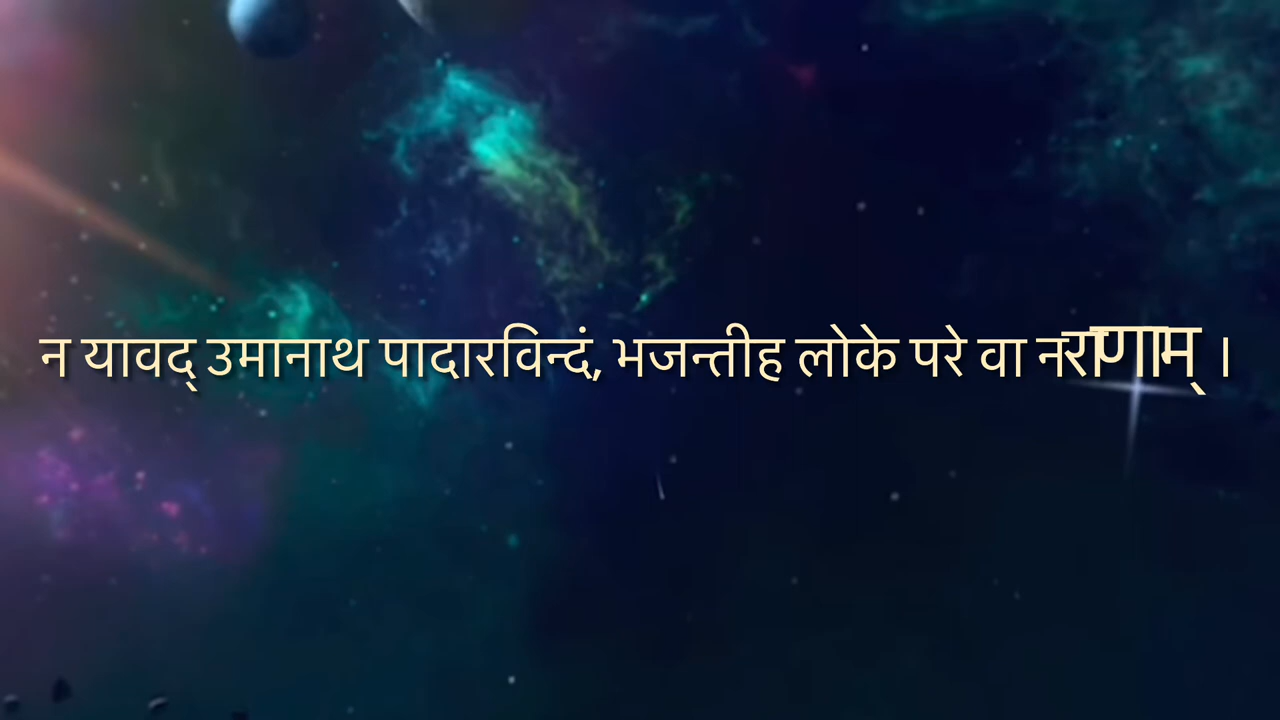 न यावद् उमानाथ पादारविन्दं, भजन्तीह लोके परे वा नराणाम् ।